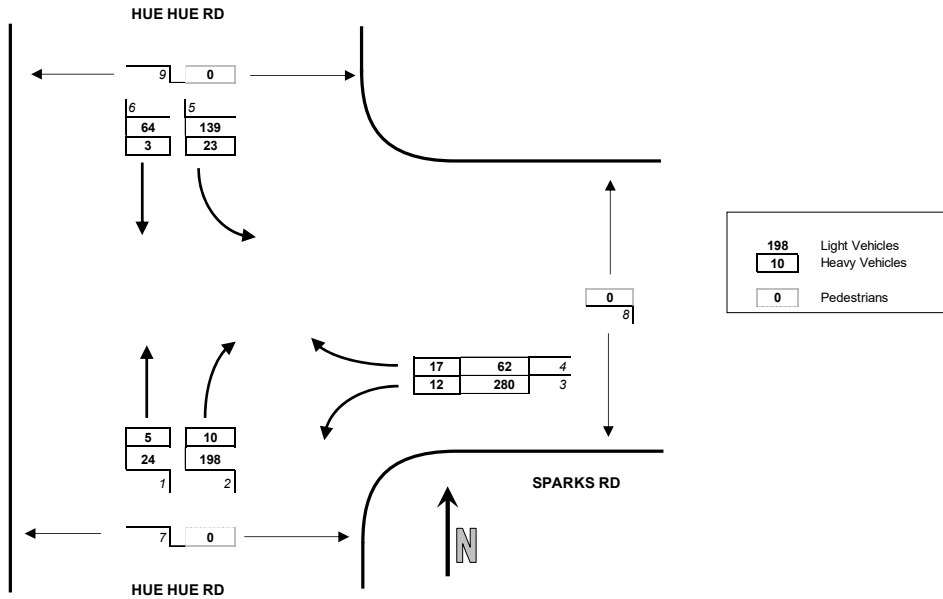 HUE HUE RD
9 0
6 5
64 139
3 23
198 Light Vehicles
10 Heavy Vehicles
0 Pedestrians
0
8
17 62 4
12 280 3
5 10
24 198
1 2
SPARKS RD
7 0
N
HUE HUE RD